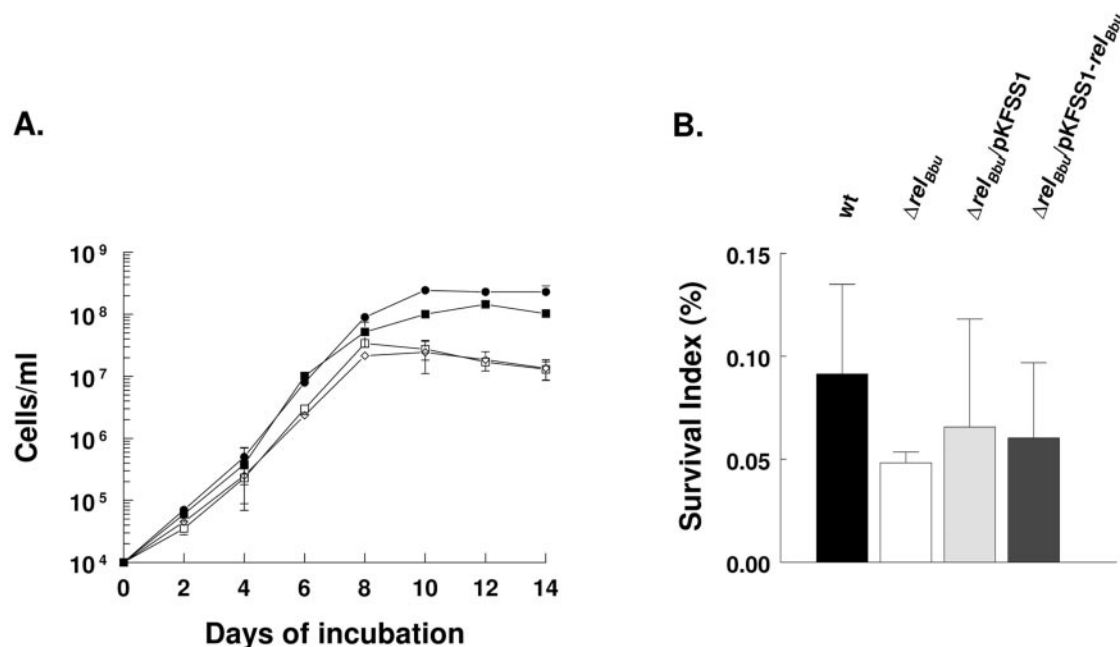 A.
Cells/ml
10⁹
10⁸
10⁷
10⁶
10⁵
10⁴
0 2 4 6 8 10 12 14
Days of incubation
B.
wt
Δrel_Bbu
Δrel_Bbu/pKFSS1
Δrel_Bbu/pKFSS1-rel_Bbu
Survival Index (%)
0.15
0.10
0.05
0.00